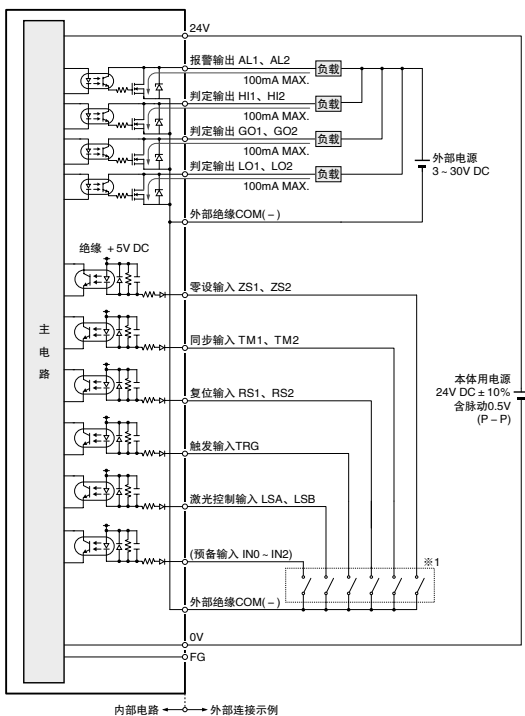 24V
报警输出 AL1、AL2
负载
100mA MAX.
判定输出 HI1、HI2
负载
100mA MAX.
判定输出 GO1、GO2
负载
100mA MAX.
判定输出 LO1、LO2
负载
100mA MAX.
外部电源
3~30V DC
外部绝缘COM(−)
绝缘 +5V DC
零设输入 ZS1、ZS2
主电路
同步输入 TM1、TM2
本体用电源
24V DC ± 10%
含脉动0.5V
(P−P)
复位输入 RS1、RS2
触发输入TRG
激光控制输入 LSA、LSB
(预备输入 IN0~IN2)
※1
外部绝缘COM(−)
0V
FG
内部电路
外部连接示例